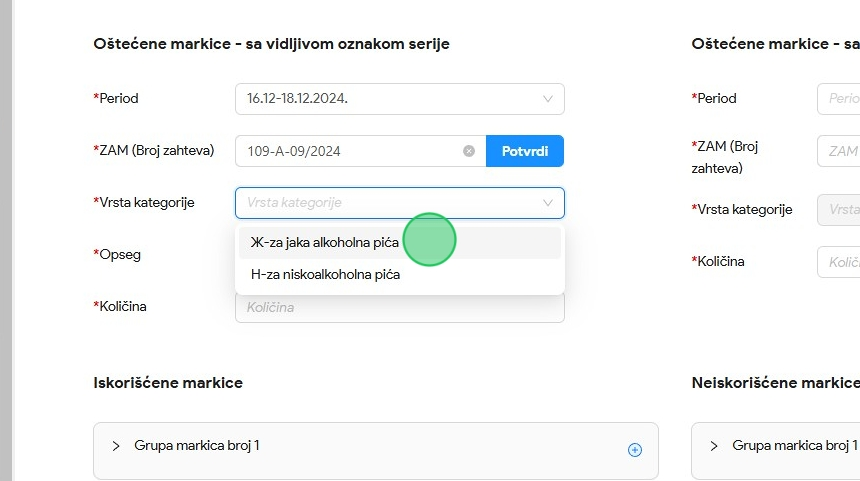 Oštećene markice - sa vidljivom oznakom serije
*Period
16.12-18.12.2024.
*ZAM (Broj zahteva)
109-A-09/2024
Potvrdi
*Vrsta kategorije
Vrsta kategorije
Ж-za jaka alkoholna pića
Н-za niskoalkoholna pića
*Opseg
*Količina
Količina
Oštećene markice - sa
*Period
Perio
*ZAM (Broj
zahteva)
ZAM
*Vrsta kategorije
Vrsta
*Količina
Količ
Iskorišćene markice
Grupa markica broj 1
Neiskorišćene markice
Grupa markica broj 1